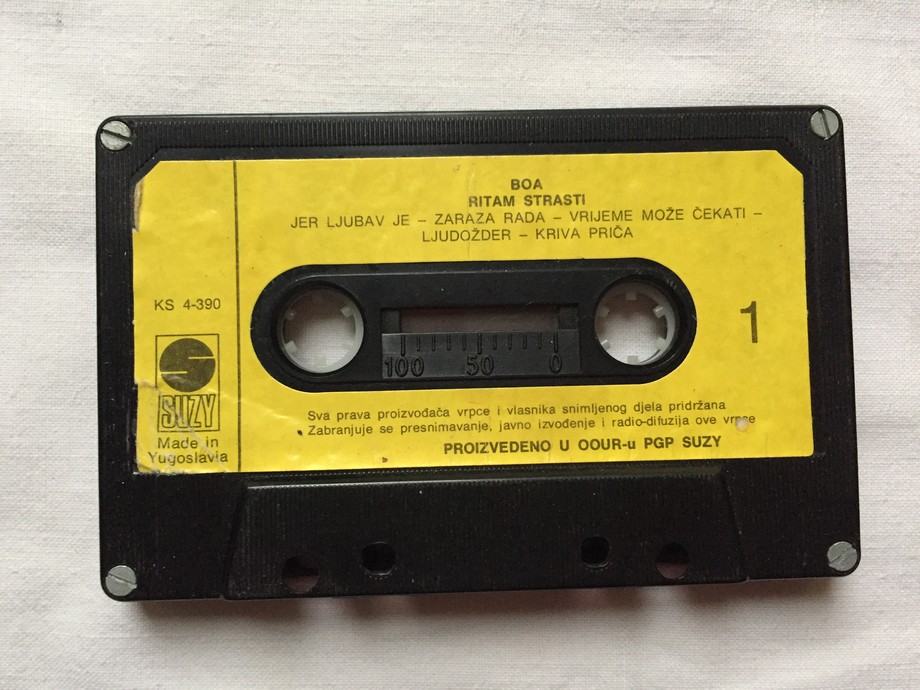 BOA
RITAM STRASTI
JER LJUBAV JE – ZARAZA RADA – VRIJEME MOŽE ČEKATI –
LJUDOŽDER – KRIVA PRIČA
KS 4-390
1
100 50 0
SUZY
Made in
Yugoslavia
Sva prava proizvođača vrpce i vlasnika snimljenog djela pridržana
Zabranjuje se presnimavanje, javno izvođenje i radio-difuzija ove vrpce
PROIZVEDENO U OOUR-u PGP SUZY